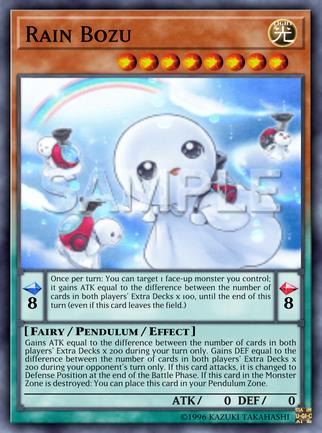 Rain Bozu
LIGHT
光
SAMPLE
Once per turn: You can target 1 face-up monster you control;
it gains ATK equal to the difference between the number of
cards in both players' Extra Decks x 100, until the end of this
turn (even if this card leaves the field.)
8
8
[ Fairy / Pendulum / Effect ]
Gains ATK equal to the difference between the number of cards in both
players' Extra Decks x 200 during your turn only. Gains DEF equal to the
difference between the number of cards in both players' Extra Decks x
200 during your opponent's turn only. If this card attacks, it is changed to
Defense Position at the end of the Battle Phase. If this card in the Monster
Zone is destroyed: You can place this card in your Pendulum Zone.
ATK/ 0 DEF/ 0
©1996 KAZUKI TAKAHASHI